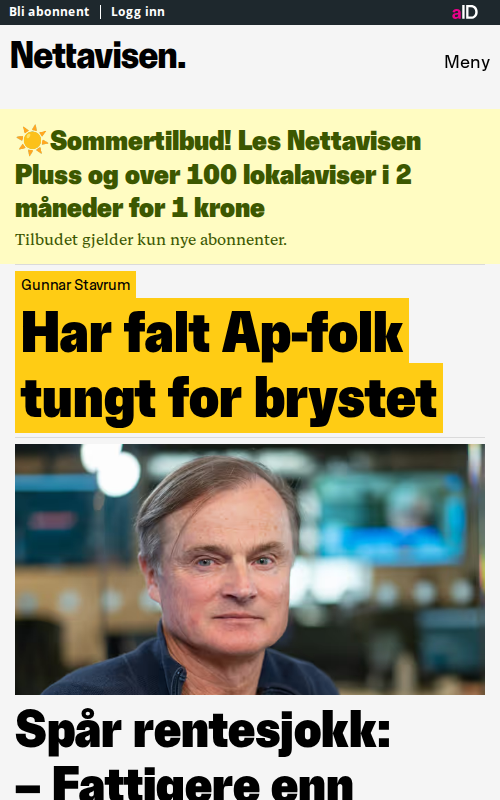 Bli abonnent | Logg inn
aID
Nettavisen.
Meny
☀️Sommertilbud! Les Nettavisen
Pluss og over 100 lokalaviser i 2
måneder for 1 krone
Tilbudet gjelder kun nye abonnenter.
Gunnar Stavrum
Har falt Ap-folk
tungt for brystet
Spår rentesjokk:
– Fattigere enn